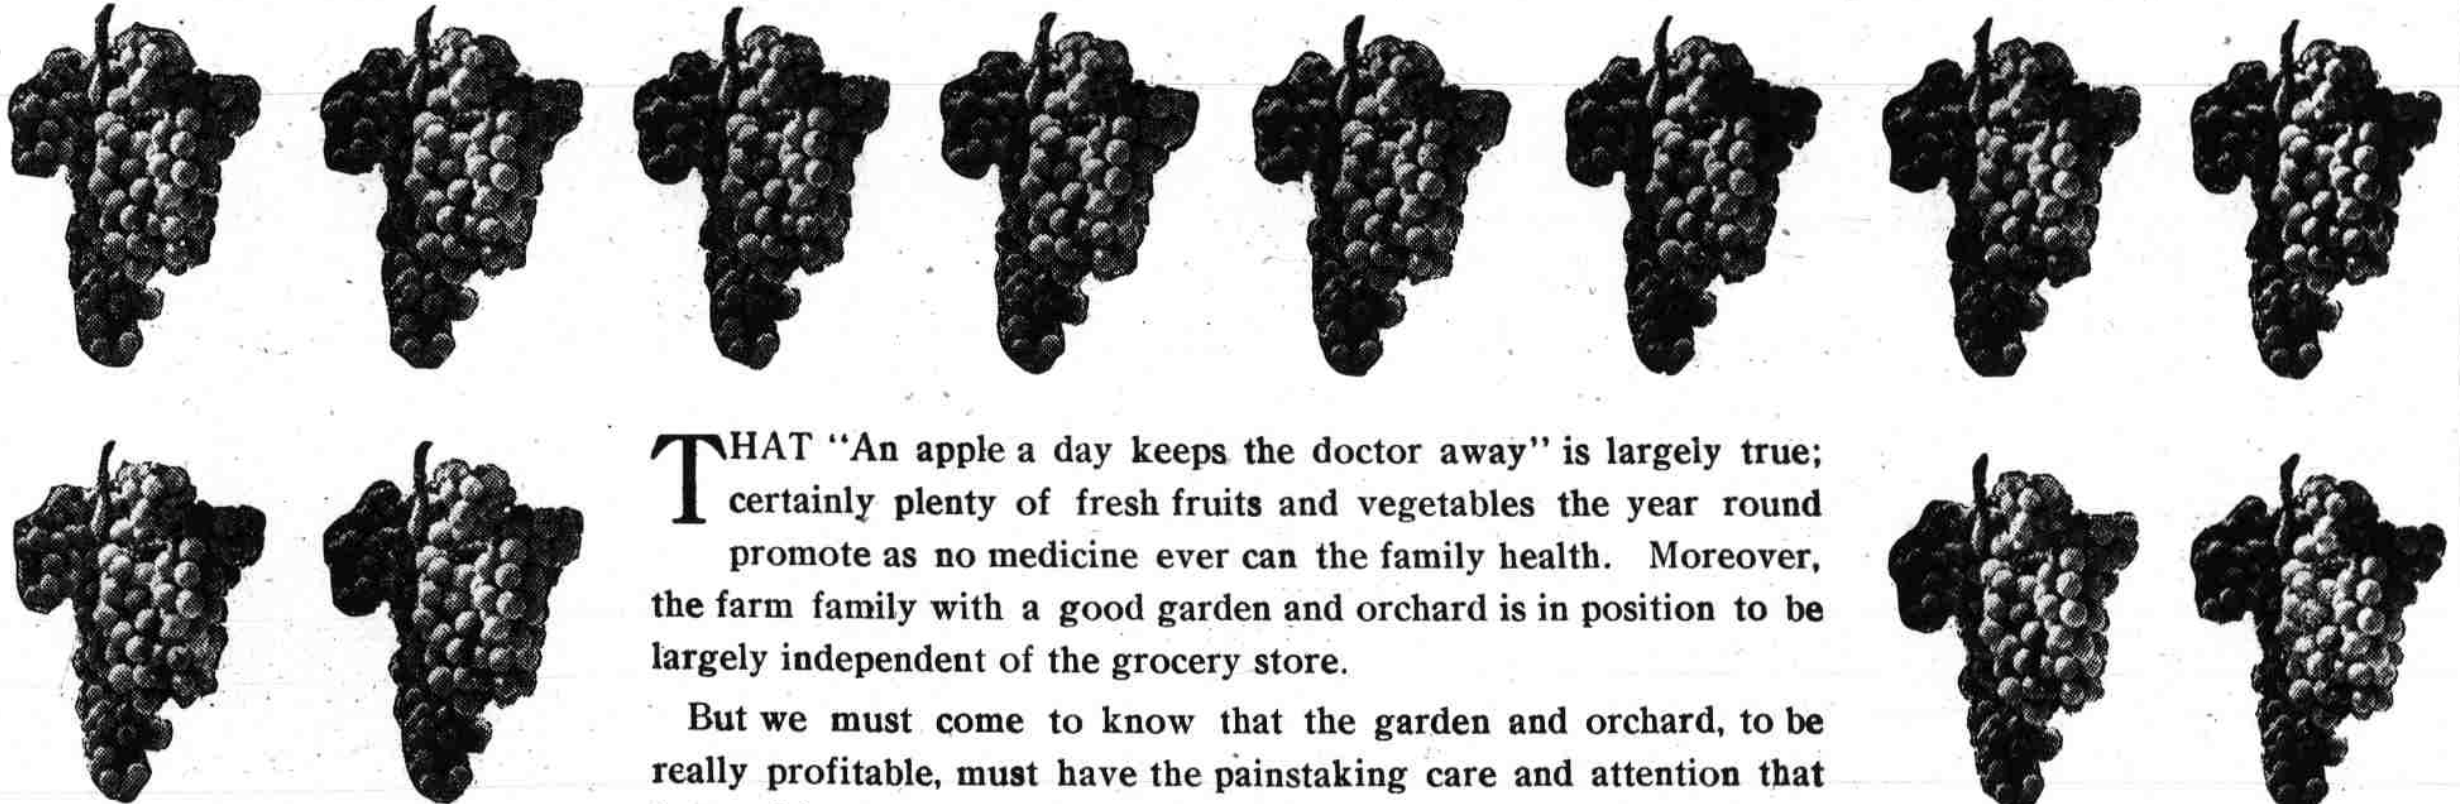 THAT “An apple a day keeps the doctor away” is largely true;
certainly plenty of fresh fruits and vegetables the year round
promote as no medicine ever can the family health. Moreover,
the farm family with a good garden and orchard is in position to be
largely independent of the grocery store.
But we must come to know that the garden and orchard, to be
really profitable, must have the painstaking care and attention that